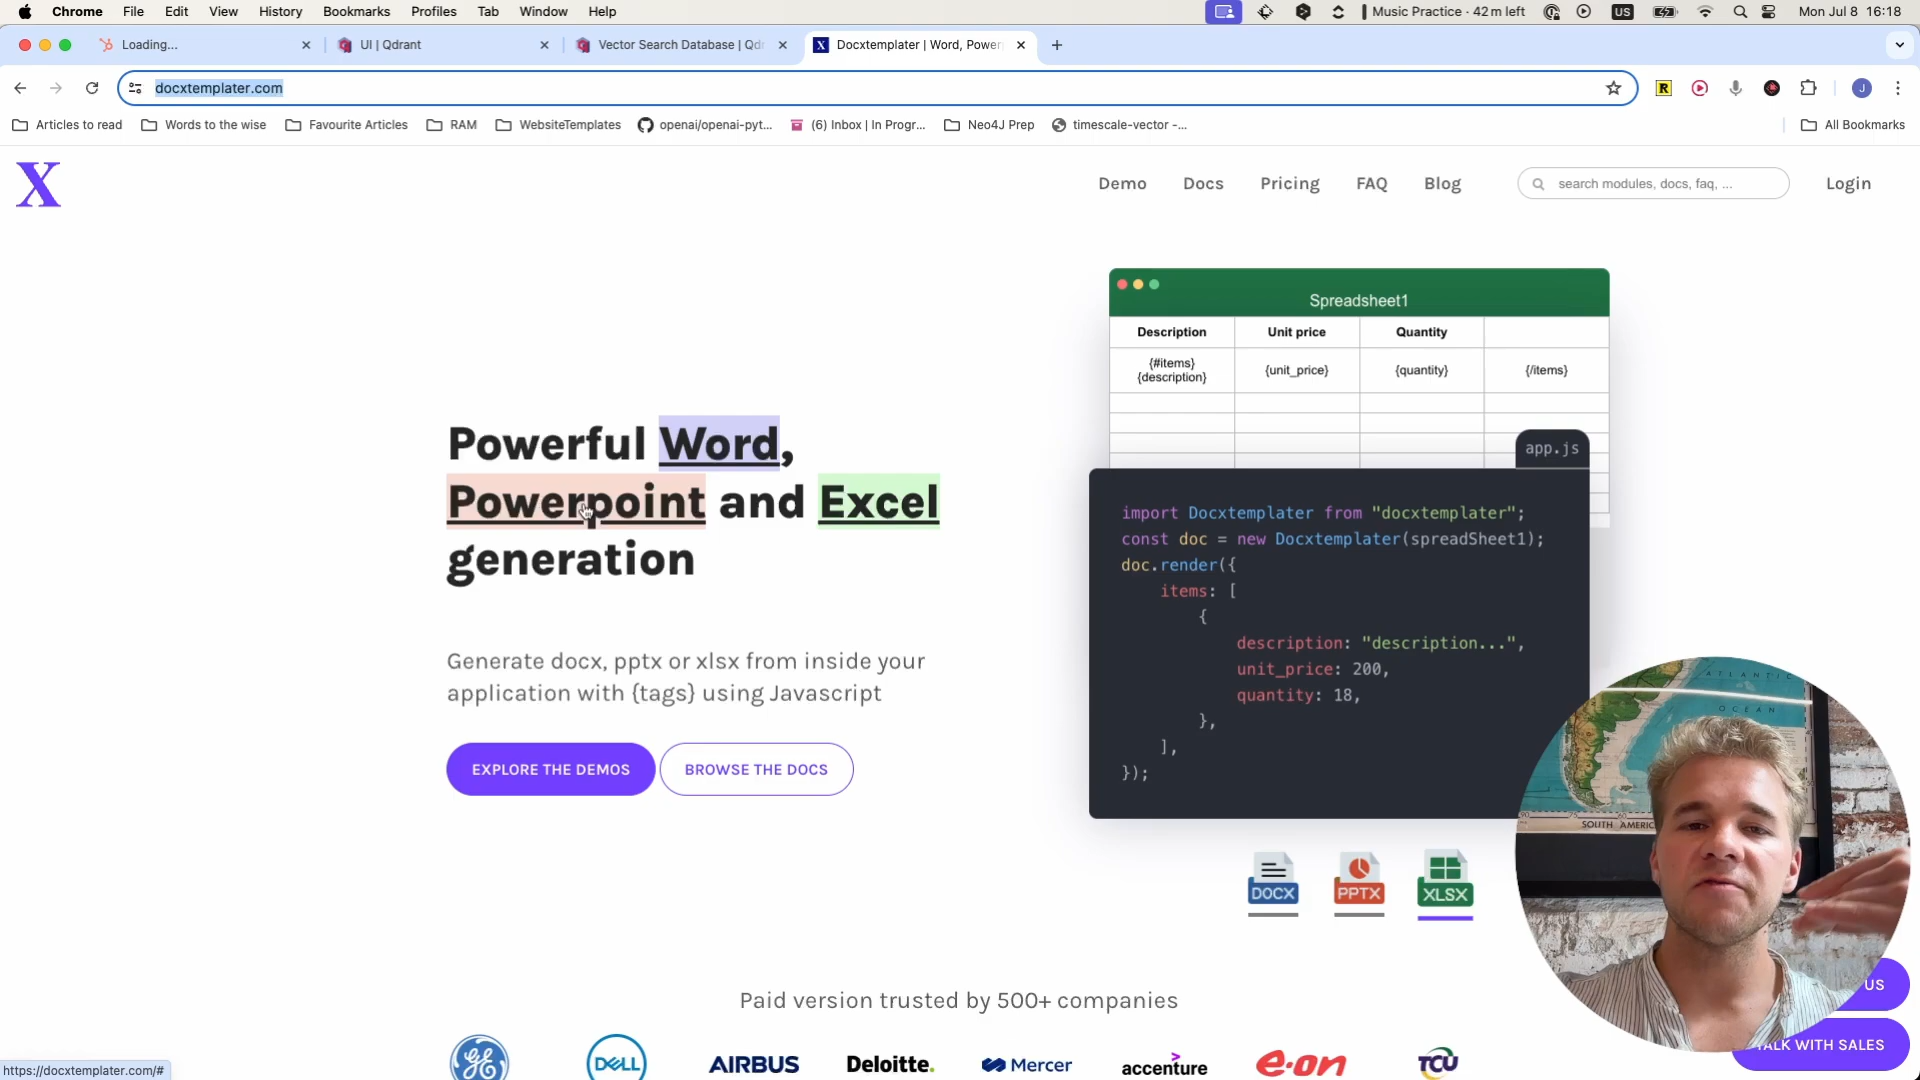 Chrome File Edit View History Bookmarks Profiles Tab Window Help
Music Practice · 42 m left US Mon Jul 8 16:18
Loading... UI | Qdrant Vector Search Database | Qdr Docxtemplater | Word, Power
docxtemplater.com
Articles to read Words to the wise Favourite Articles RAM WebsiteTemplates openai/openai-pyt... (6) Inbox | In Progr... Neo4J Prep timescale-vector -... All Bookmarks
X Demo Docs Pricing FAQ Blog search modules, docs, faq, ... Login
Spreadsheet1
Description Unit price Quantity
{#items}
{description} {unit_price} {quantity} {/items}
Powerful Word,
Powerpoint and Excel
generation
Generate docx, pptx or xlsx from inside your
application with {tags} using Javascript
EXPLORE THE DEMOS BROWSE THE DOCS
app.js
import Docxtemplater from "docxtemplater";
const doc = new Docxtemplater(spreadSheet1);
doc.render({
items: [
{
description: "description...",
unit_price: 200,
quantity: 18,
},
],
});
DOCX PPTX XLSX
ATLANTIC
OCEAN
SOUTH AMERIC
US
TALK WITH SALES
Paid version trusted by 500+ companies
GE DELL AIRBUS Deloitte. Mercer accenture e.on TCU
https://docxtemplater.com/#